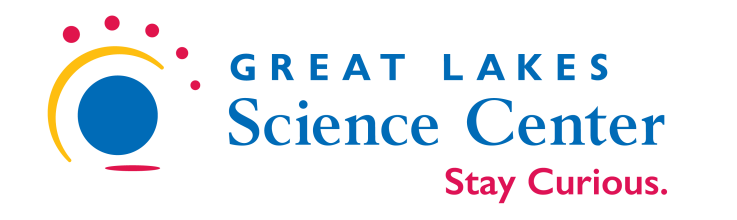 GREAT LAKES
Science Center
Stay Curious.